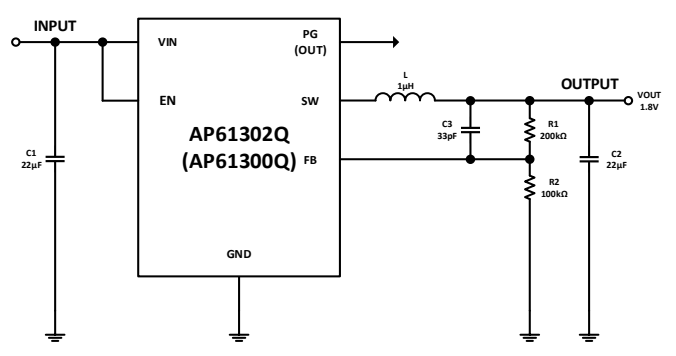 INPUT
VIN
PG
(OUT)
EN
SW
L
1µH
OUTPUT
VOUT
1.8V
C3
33pF
R1
200kΩ
AP61302Q
(AP61300Q)
FB
C1
22µF
C2
22µF
R2
100kΩ
GND